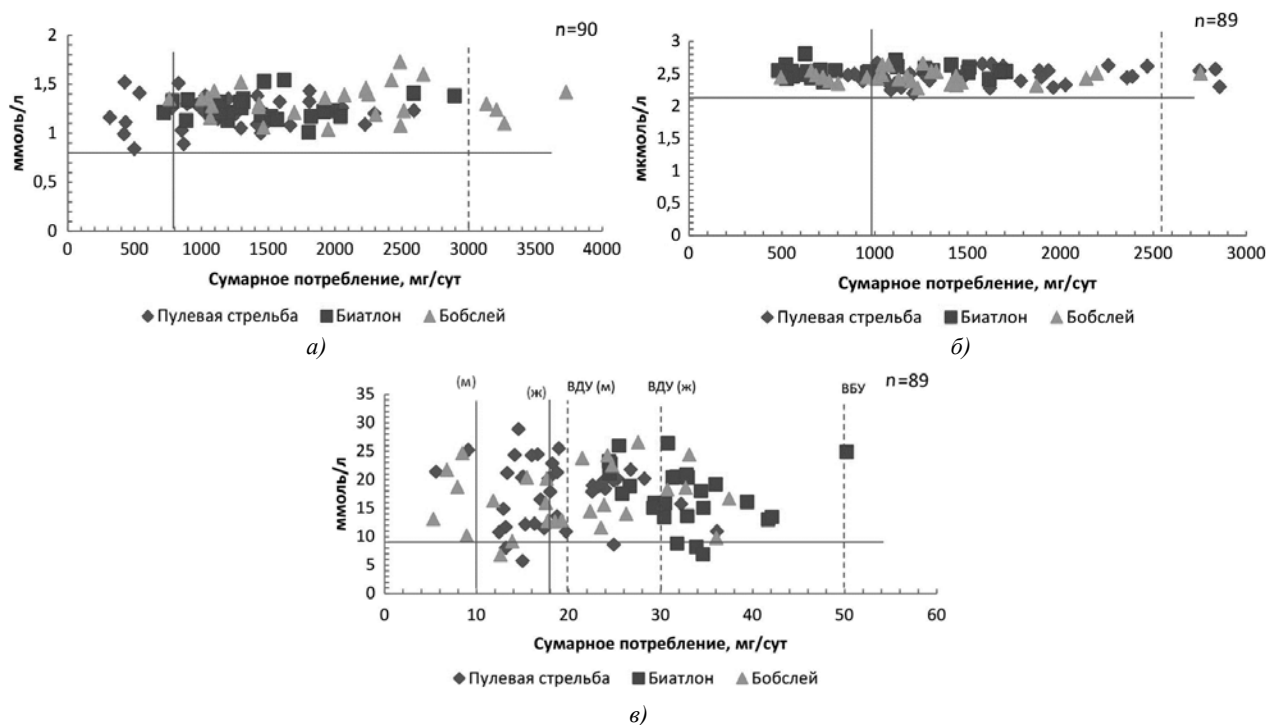 n=90
ммоль/л
2
1,5
1
0,5
0
0 500 1000 1500 2000 2500 3000 3500 4000
Сумарное потребление, мг/сут
Пулевая стрельба Биатлон Бобслей
а)
n=89
мкмоль/л
3
2,5
2
1,5
1
0,5
0
0 500 1000 1500 2000 2500 3000
Сумарное потребление, мг/сут
Пулевая стрельба Биатлон Бобслей
б)
(м) (ж) ВДУ (м) ВДУ (ж) ВБУ n=89
ммоль/л
35
30
25
20
15
10
5
0
0 10 20 30 40 50 60
Сумарное потребление, мг/сут
Пулевая стрельба Биатлон Бобслей
в)